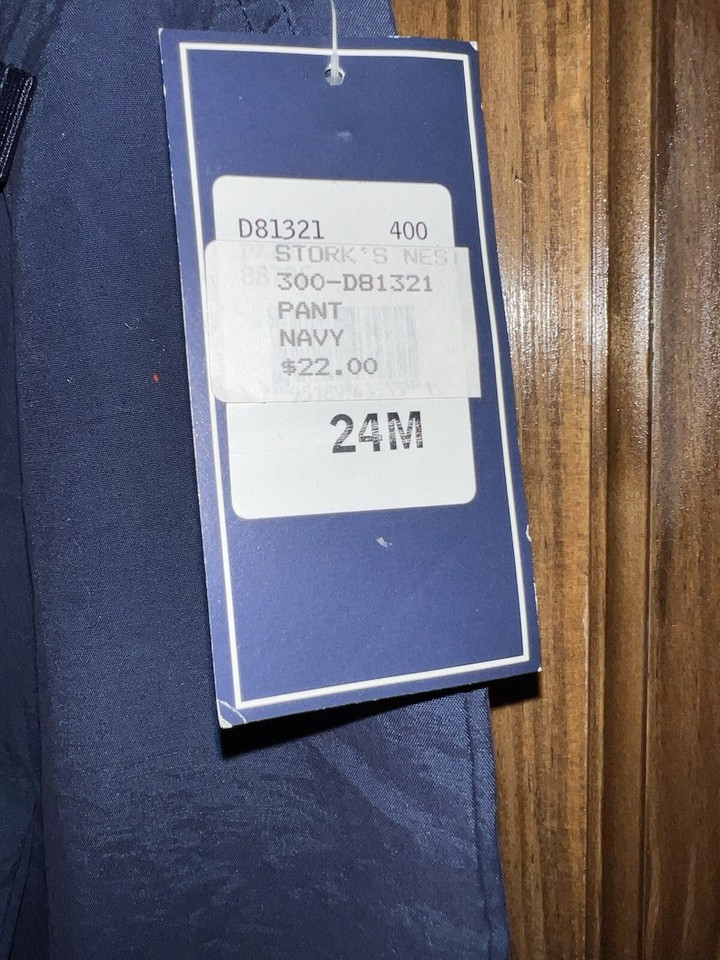 D81321 400
STORK'S NEST
300-D81321
PANT
NAVY
$22.00
24M